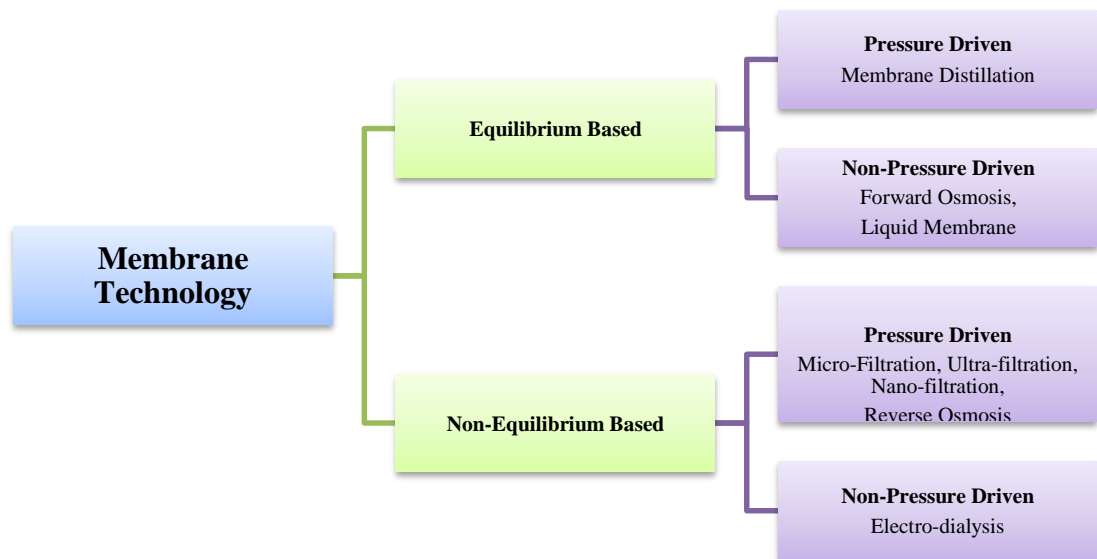 Membrane
Technology
Equilibrium Based
Pressure Driven
Membrane Distillation
Non-Pressure Driven
Forward Osmosis,
Liquid Membrane
Non-Equilibrium Based
Pressure Driven
Micro-Filtration, Ultra-filtration,
Nano-filtration,
Reverse Osmosis
Non-Pressure Driven
Electro-dialysis